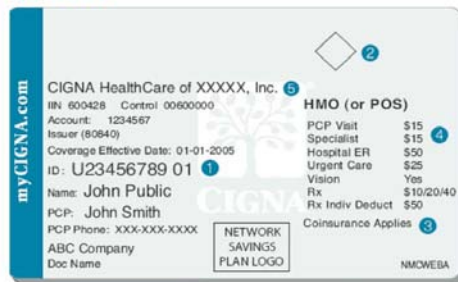 myCIGNA.com
2
CIGNA HealthCare of XXXXX, Inc. 5
IIN 600428 Control 00600000
Account: 1234567
Issuer (80840)
Coverage Effective Date: 01-01-2005
ID: U23456789 01 1
Name: John Public
PCP: John Smith
PCP Phone: XXX-XXX-XXXX
ABC Company
Doc Name
CIGNA
NETWORK
SAVINGS
PLAN LOGO
HMO (or POS)
PCP Visit $15
Specialist $15 4
Hospital ER $50
Urgent Care $25
Vision Yes
Rx $10/20/40
Rx Indiv Deduct $50
Coinsurance Applies 3
NMCWEBA